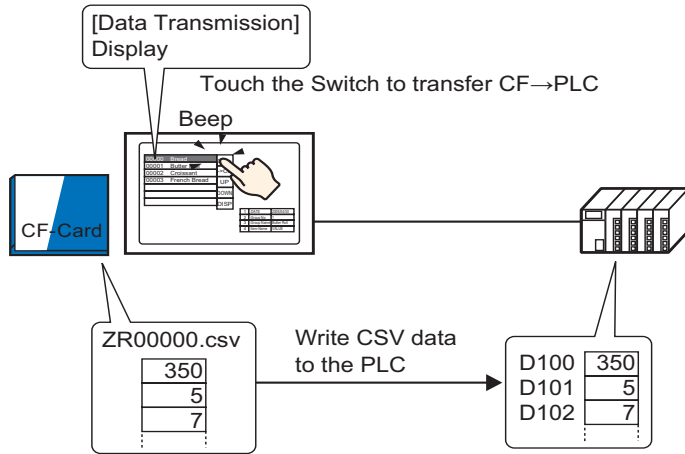 [Data Transmission]
Display
Touch the Switch to transfer CF→PLC
Beep
00000 Bread
00001 Butter
00002 Croissant
00003 French Bread
UP
DOWN
DISP
CF-Card
ZR00000.csv
350
5
7
Write CSV data
to the PLC
D100 350
D101 5
D102 7